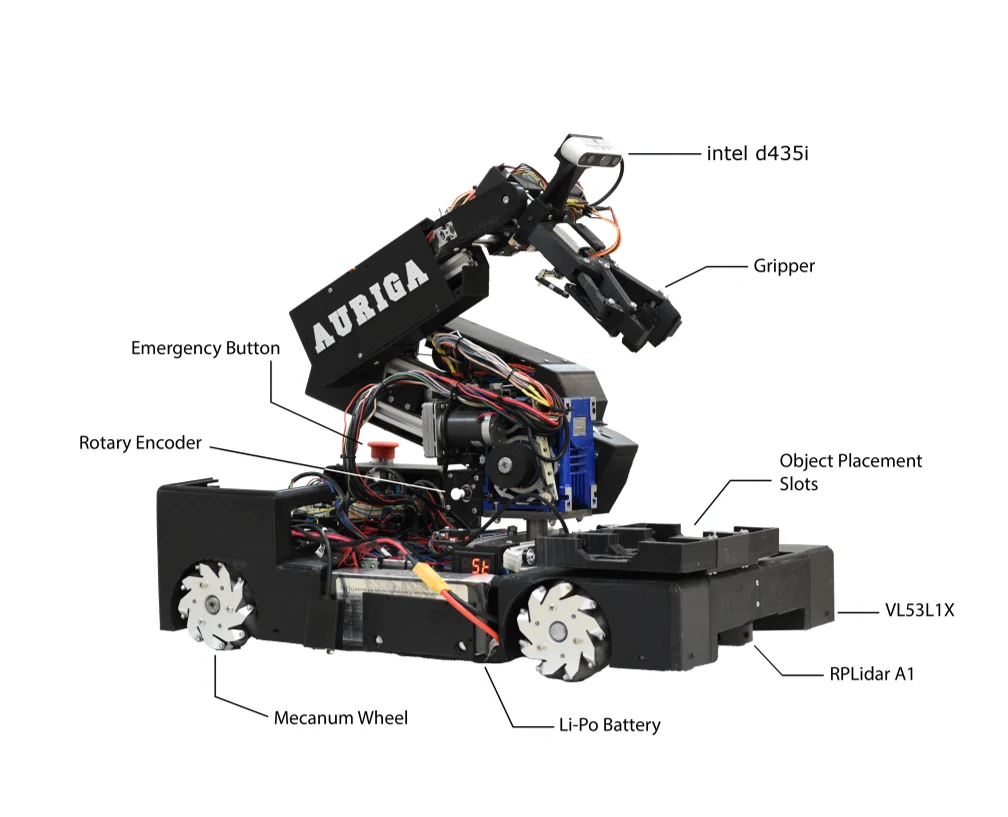 intel d435i
Gripper
AURIGA
Emergency Button
Rotary Encoder
Object Placement
Slots
VL53L1X
RPLidar A1
Mecanum Wheel
Li-Po Battery